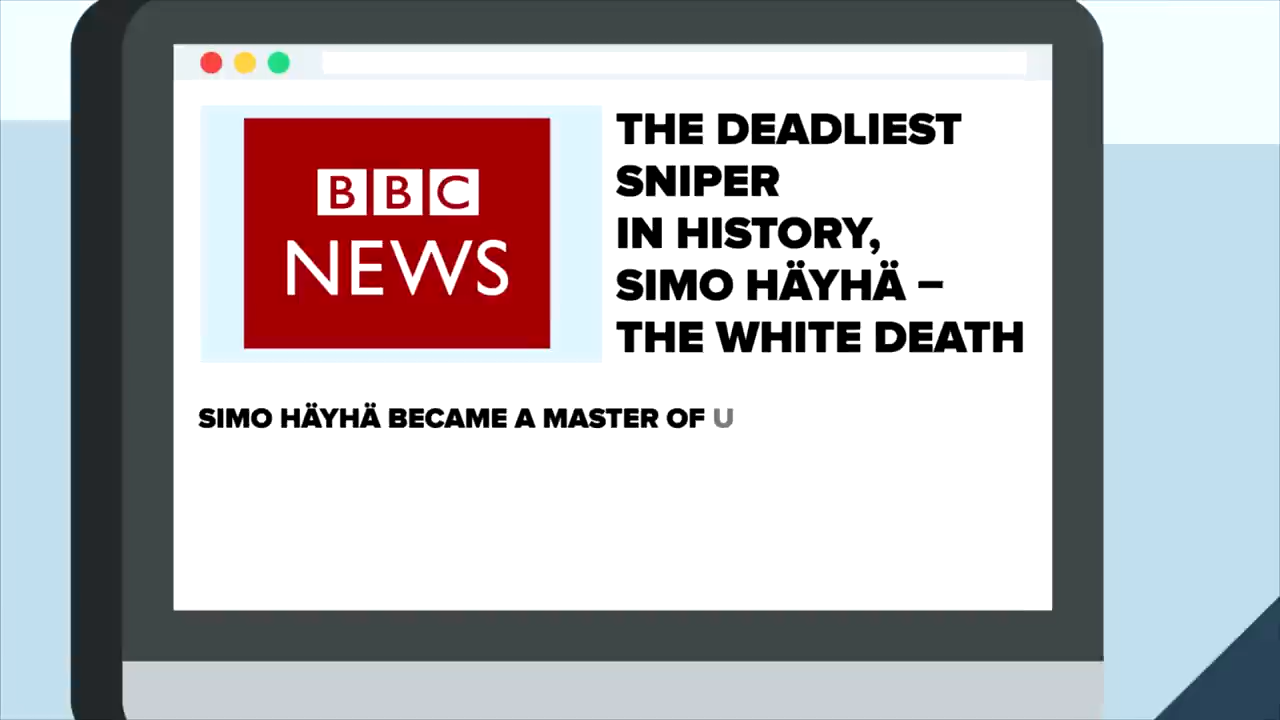 BBC
NEWS
THE DEADLIEST
SNIPER
IN HISTORY,
SIMO HÄYHÄ –
THE WHITE DEATH
SIMO HÄYHÄ BECAME A MASTER OF U